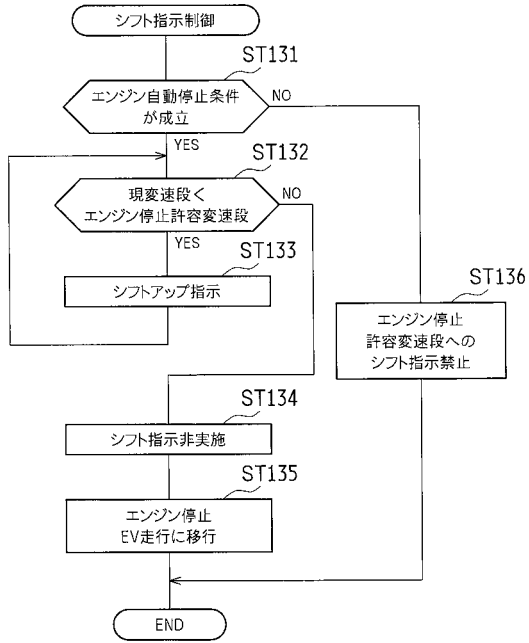 シフト指示制御
ST131
エンジン自動停止条件
が成立
NO
YES
ST132
現変速段く
エンジン停止許容変速段
NO
YES
ST133
シフトアップ指示
ST136
エンジン停止
許容変速段への
シフト指示禁止
ST134
シフト指示非実施
ST135
エンジン停止
EV走行に移行
END